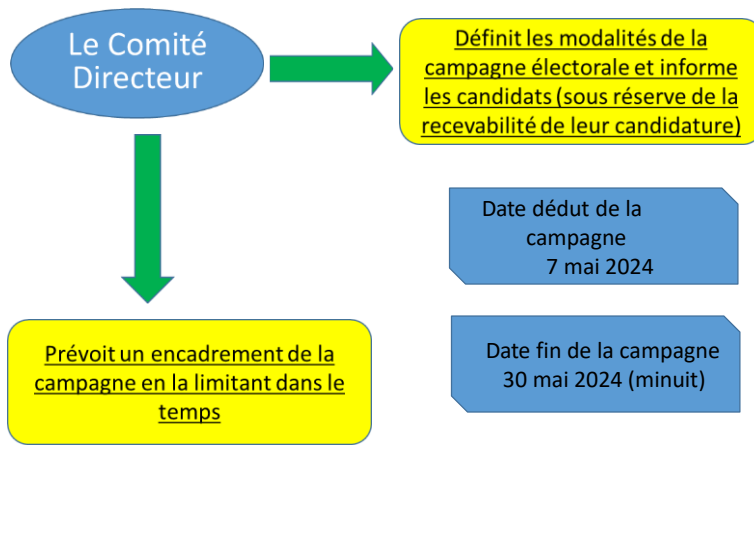 Le Comité
Directeur
Définit les modalités de la
campagne électorale et informe
les candidats (sous réserve de la
recevabilité de leur candidature)
Date dédut de la
campagne
7 mai 2024
Date fin de la campagne
30 mai 2024 (minuit)
Prévoit un encadrement de la
campagne en la limitant dans le
temps